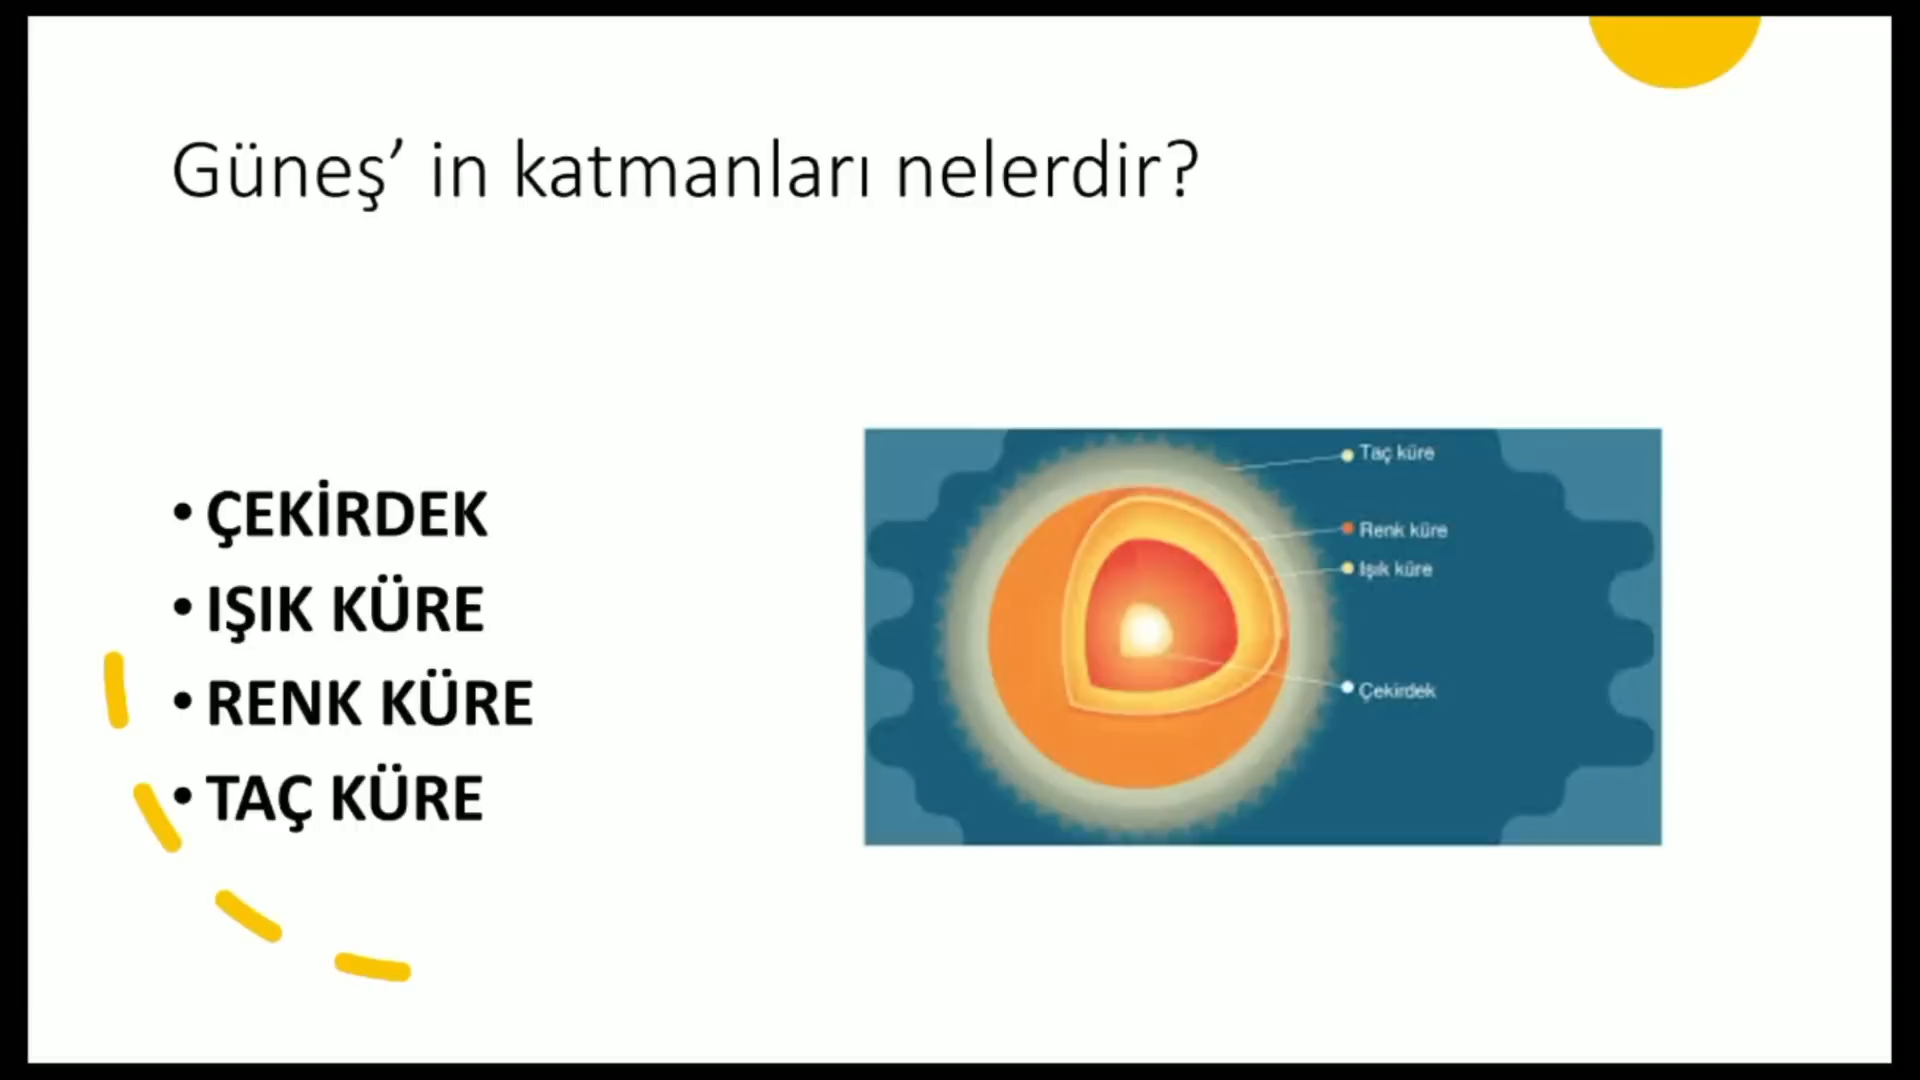 Güneş’ in katmanları nelerdir?
• ÇEKİRDEK
• IŞIK KÜRE
• RENK KÜRE
• TAÇ KÜRE
Taç küre
Renk küre
Işık küre
Çekirdek